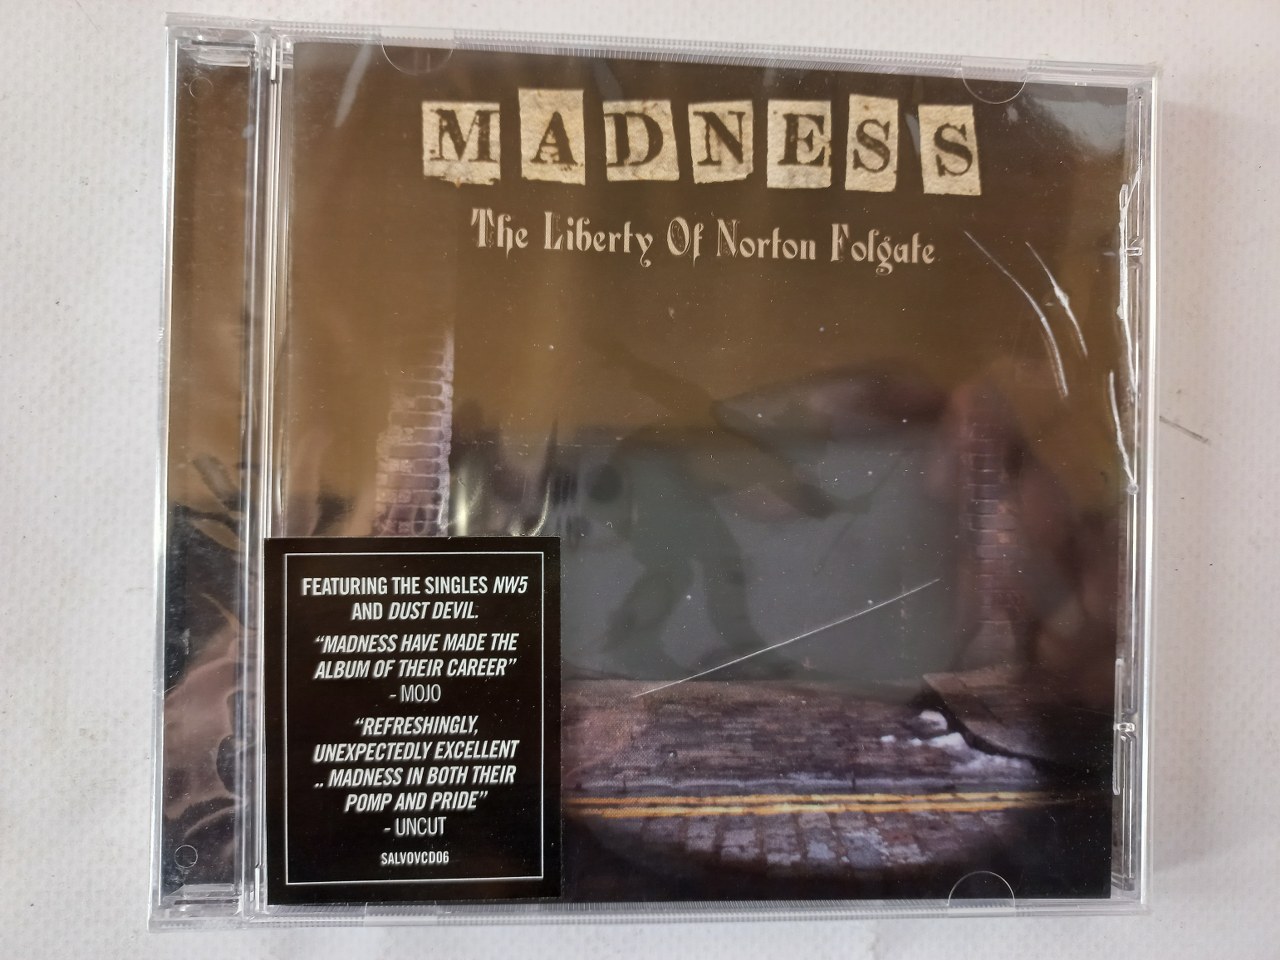 MADNESS
The Liberty Of Norton Folgate
FEATURING THE SINGLES NW5
AND DUST DEVIL.
“MADNESS HAVE MADE THE
ALBUM OF THEIR CAREER”
- MOJO
“REFRESHINGLY,
UNEXPECTEDLY EXCELLENT
.. MADNESS IN BOTH THEIR
POMP AND PRIDE”
- UNCUT
SALVOVCD06